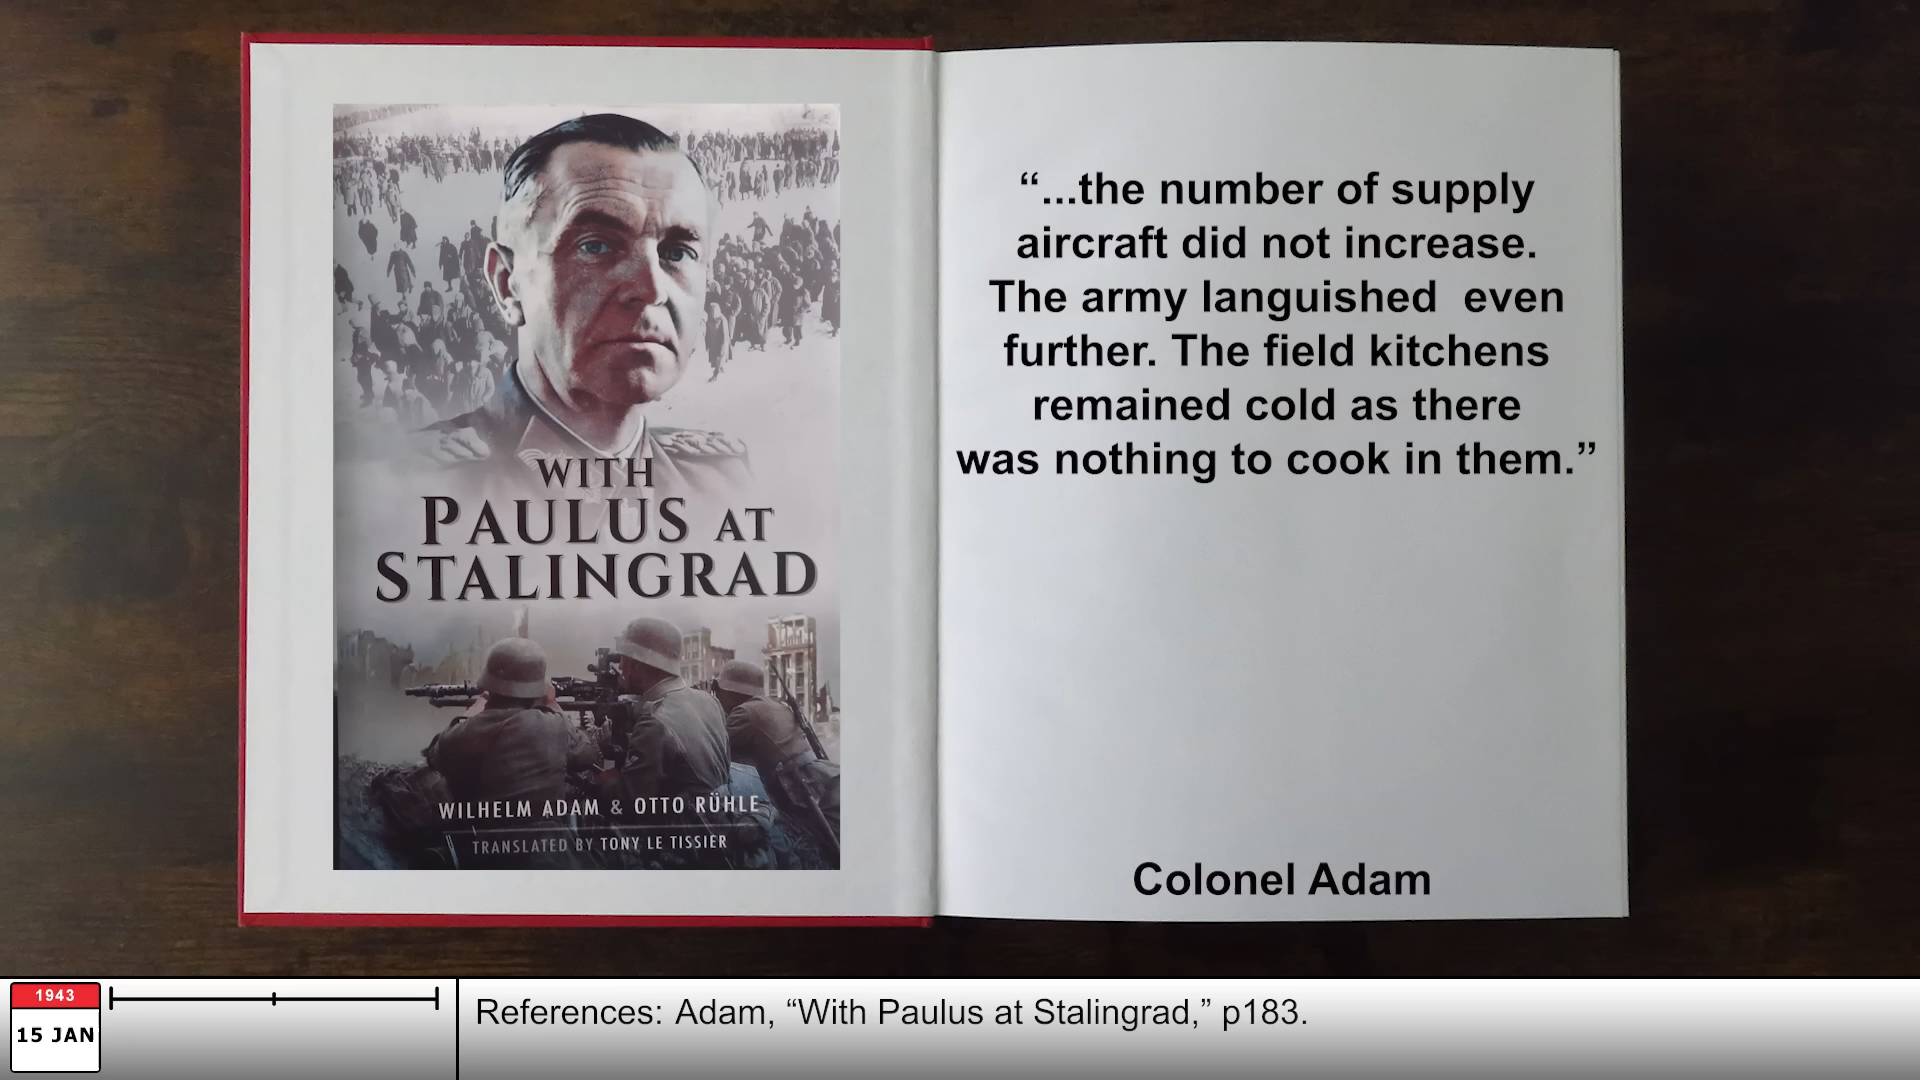 WITH
PAULUS AT
STALINGRAD
WILHELM ADAM & OTTO RÜHLE
TRANSLATED BY TONY LE TISSIER
“...the number of supply
aircraft did not increase.
The army languished  even
further. The field kitchens
remained cold as there
was nothing to cook in them.”
Colonel Adam
1943
15 JAN
References: Adam, “With Paulus at Stalingrad,” p183.